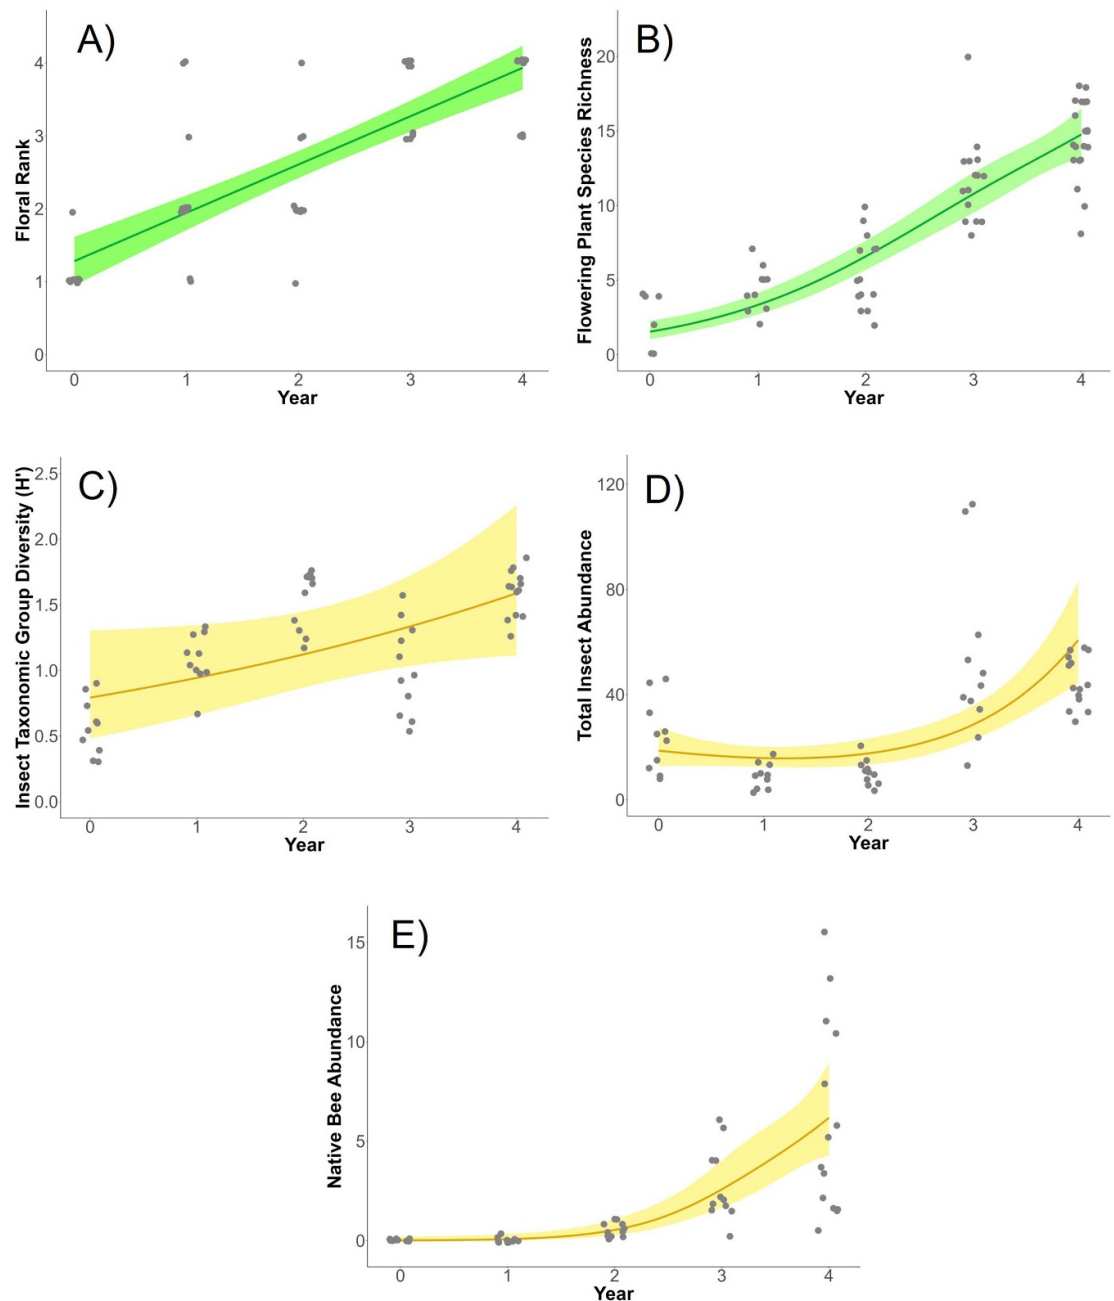 A)
Floral Rank
4
3
2
1
0
0 1 2 3 4
Year
B)
Flowering Plant Species Richness
20
15
10
5
0
0 1 2 3 4
Year
C)
Insect Taxonomic Group Diversity (H')
2.5
2.0
1.5
1.0
0.5
0.0
0 1 2 3 4
Year
D)
Total Insect Abundance
120
80
40
0
0 1 2 3 4
Year
E)
Native Bee Abundance
15
10
5
0
0 1 2 3 4
Year